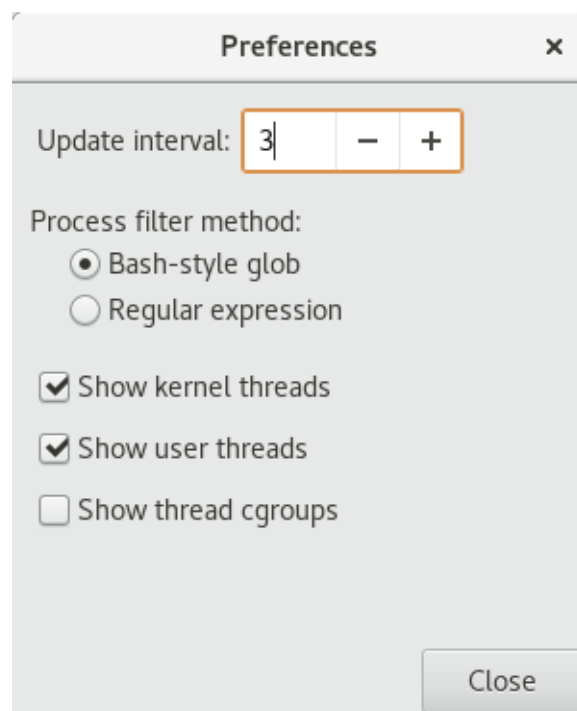 Preferences
Update interval: 3
Process filter method:
Bash-style glob
Regular expression
Show kernel threads
Show user threads
Show thread cgroups
Close